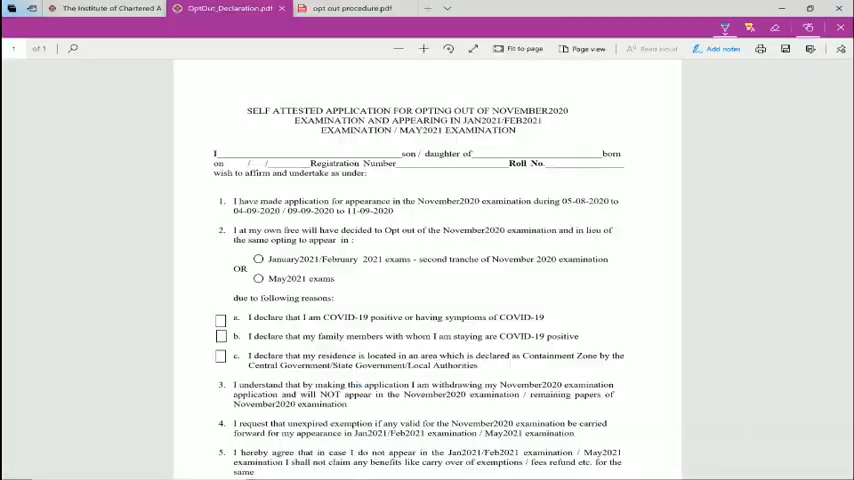 The Institute of Chartered A
OptOut_Declaration.pdf
opt out procedure.pdf
1 of 1
Fit to page
Page view
Read aloud
Add notes
SELF ATTESTED APPLICATION FOR OPTING OUT OF NOVEMBER2020
EXAMINATION AND APPEARING IN JAN2021/FEB2021
EXAMINATION / MAY2021 EXAMINATION
I_______________son / daughter of_______________born
on / /________Registration Number_______________Roll No._______________
wish to affirm and undertake as under:
1. I have made application for appearance in the November2020 examination during 05-08-2020 to
04-09-2020 / 09-09-2020 to 11-09-2020
2. I at my own free will have decided to Opt out of the November2020 examination and in lieu of
the same opting to appear in :
January2021/February 2021 exams - second tranche of November 2020 examination
OR
May2021 exams
due to following reasons:
a. I declare that I am COVID-19 positive or having symptoms of COVID-19
b. I declare that my family members with whom I am staying are COVID-19 positive
c. I declare that my residence is located in an area which is declared as Containment Zone by the
Central Government/State Government/Local Authorities
3. I understand that by making this application I am withdrawing my November2020 examination
application and will NOT appear in the November2020 examination / remaining papers of
November2020 examination
4. I request that unexpired exemption if any valid for the November2020 examination be carried
forward for my appearance in Jan2021/Feb2021 examination / May2021 examination
5. I hereby agree that in case I do not appear in the Jan2021/Feb2021 examination / May2021
examination I shall not claim any benefits like carry over of exemptions / fees refund etc. for the
same